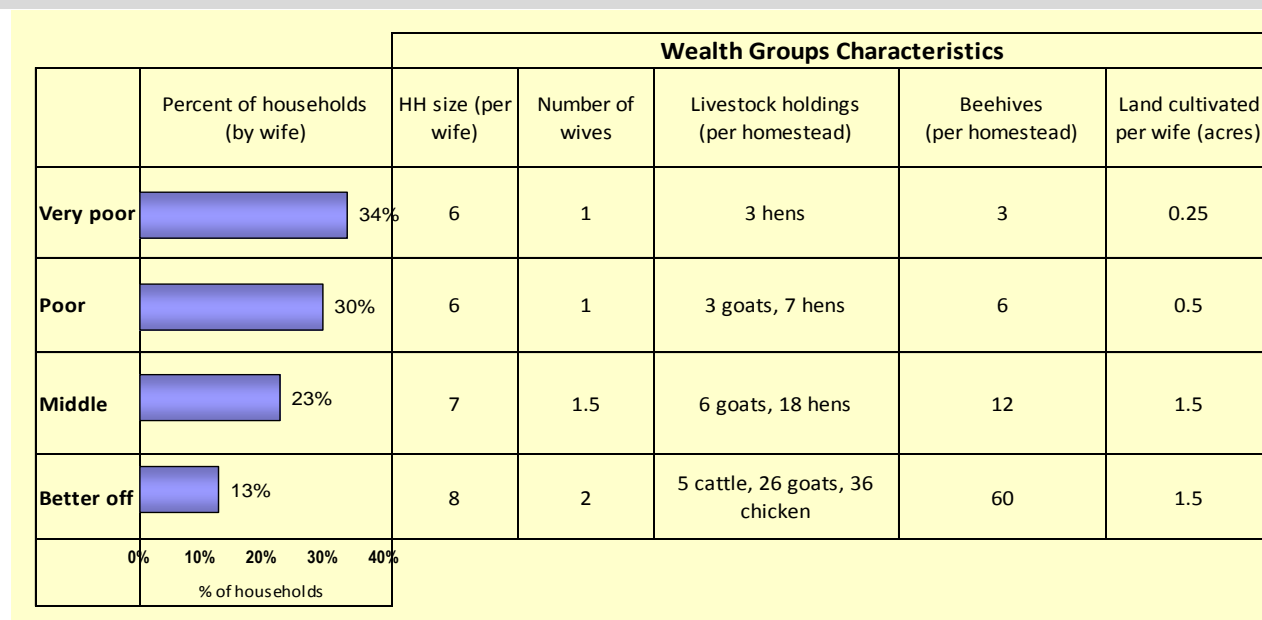 Wealth Groups Characteristics
Percent of households
(by wife)
HH size (per
wife)
Number of
wives
Livestock holdings
(per homestead)
Beehives
(per homestead)
Land cultivated
per wife (acres)
Very poor
34%
6
1
3 hens
3
0.25
Poor
30%
6
1
3 goats, 7 hens
6
0.5
Middle
23%
7
1.5
6 goats, 18 hens
12
1.5
Better off
13%
8
2
5 cattle, 26 goats, 36
chicken
60
1.5
0% 10% 20% 30% 40%
% of households